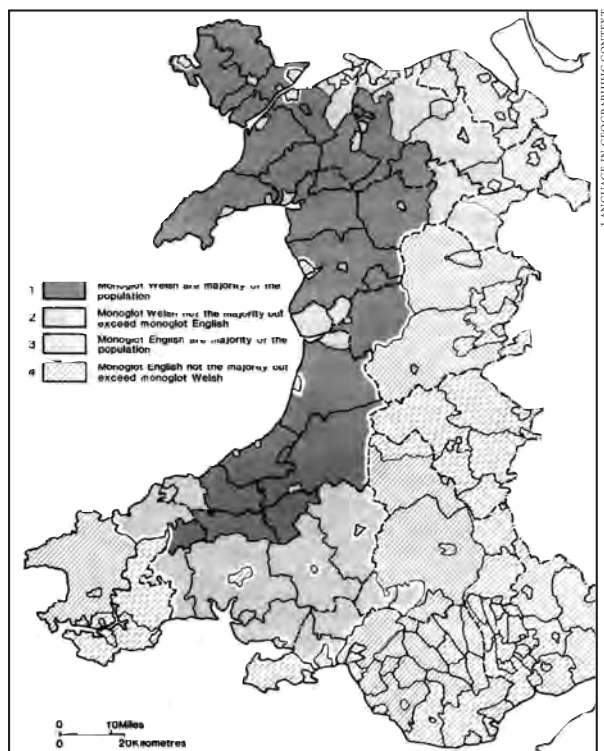 LANGUAGE IN GEOGRAPHIC CONTEXT
1 Monoglot Welsh are majority of the
population
2 Monoglot Welsh not the majority but
exceed monoglot English
3 Monoglot English are majority of the
population
4 Monoglot English not the majority but
exceed monoglot Welsh
0 10Miles
0 20Kilometres